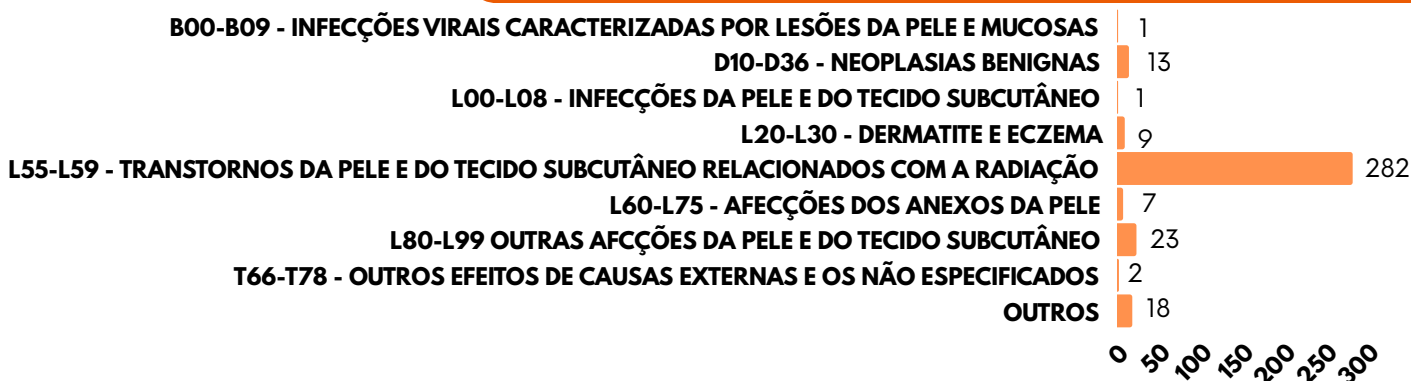 B00-B09 - INFECÇÕES VIRAIS CARACTERIZADAS POR LESÕES DA PELE E MUCOSAS 1
D10-D36 - NEOPLASIAS BENIGNAS 13
L00-L08 - INFECÇÕES DA PELE E DO TECIDO SUBCUTÂNEO 1
L20-L30 - DERMATITE E ECZEMA 9
L55-L59 - TRANSTORNOS DA PELE E DO TECIDO SUBCUTÂNEO RELACIONADOS COM A RADIAÇÃO 282
L60-L75 - AFECÇÕES DOS ANEXOS DA PELE 7
L80-L99 OUTRAS AFCÇÕES DA PELE E DO TECIDO SUBCUTÂNEO 23
T66-T78 - OUTROS EFEITOS DE CAUSAS EXTERNAS E OS NÃO ESPECIFICADOS 2
OUTROS 18
0 50 100 150 200 250 300